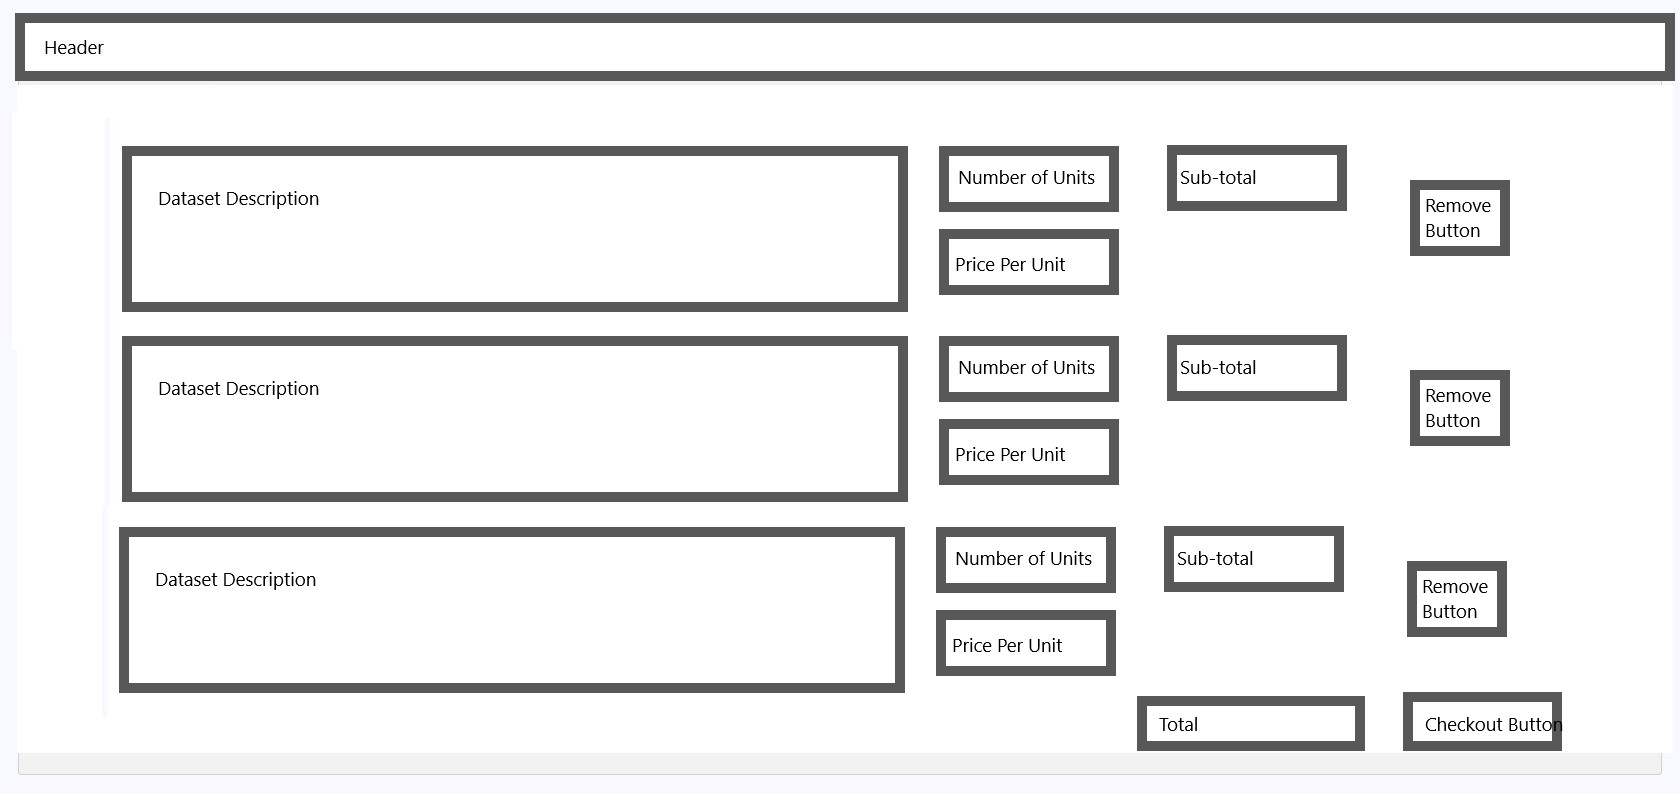 Header
Dataset Description
Number of Units
Sub-total
Remove
Button
Price Per Unit
Dataset Description
Number of Units
Sub-total
Remove
Button
Price Per Unit
Dataset Description
Number of Units
Sub-total
Remove
Button
Price Per Unit
Total
Checkout Button